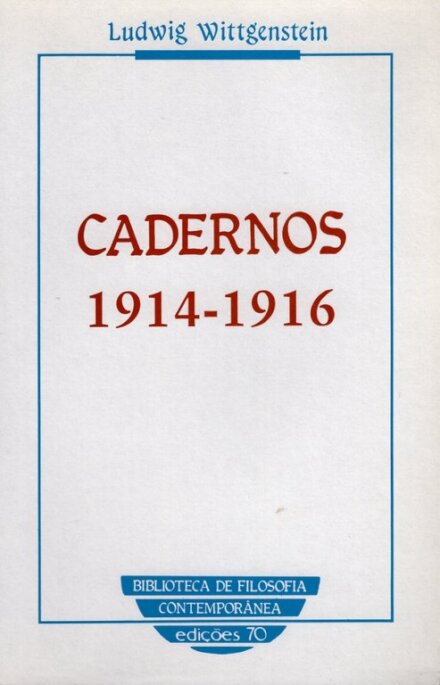 Ludwig Wittgenstein
CADERNOS
1914-1916
BIBLIOTECA DE FILOSOFIA
CONTEMPORÂNEA
edições 70